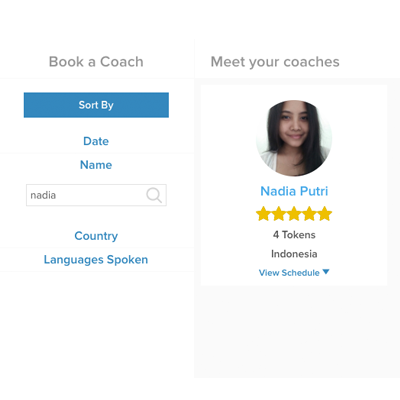 Book a Coach
Sort By
Date
Name
nadia
Country
Languages Spoken
Meet your coaches
Nadia Putri
4 Tokens
Indonesia
View Schedule